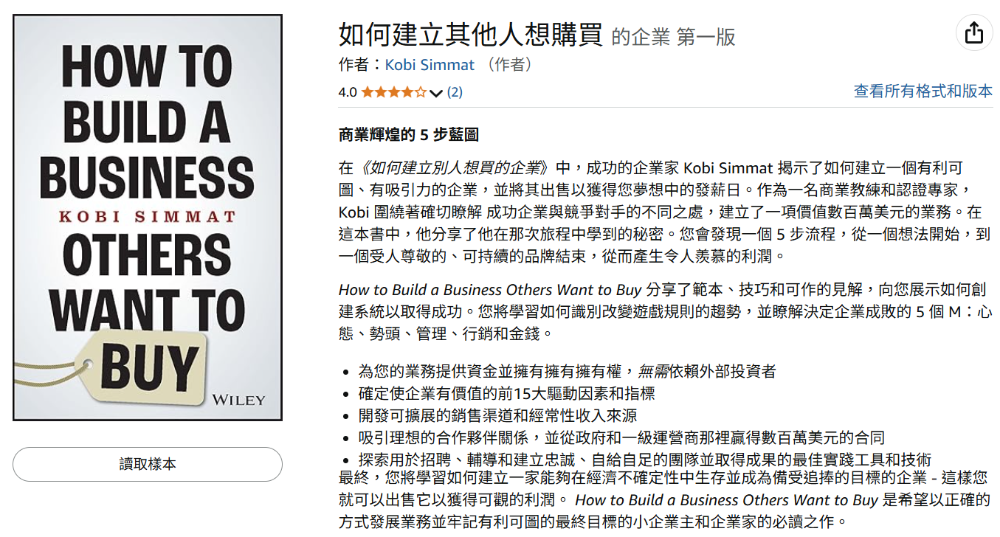 HOW TO
BUILD A
BUSINESS
KOBI SIMMAT
OTHERS
WANT TO
BUY
WILEY
讀取樣本
如何建立其他人想購買 的企業 第一版
作者：Kobi Simmat （作者）
4.0 (2)
查看所有格式和版本
商業輝煌的 5 步藍圖
在《如何建立別人想買的企業》中，成功的企業家 Kobi Simmat 揭示了如何建立一個有利可
圖、有吸引力的企業，並將其出售以獲得您夢想中的發薪日。作為一名商業教練和認證專家，
Kobi 圍繞著確切瞭解 成功企業與競爭對手的不同之處，建立了一項價值數百萬美元的業務。在
這本書中，他分享了他在那次旅程中學到的秘密。您會發現一個 5 步流程，從一個想法開始，到
一個受人尊敬的、可持續的品牌結束，從而產生令人羨慕的利潤。
How to Build a Business Others Want to Buy 分享了範本、技巧和可作的見解，向您展示如何創
建系統以取得成功。您將學習如何識別改變遊戲規則的趨勢，並瞭解決定企業成敗的 5 個 M：心
態、勢頭、管理、行銷和金錢。
• 為您的業務提供資金並擁有擁有擁有權，無需依賴外部投資者
• 確定使企業有價值的前15大驅動因素和指標
• 開發可擴展的銷售渠道和經常性收入來源
• 吸引理想的合作夥伴關係，並從政府和一級運營商那裡贏得數百萬美元的合同
• 探索用於招聘、輔導和建立忠誠、自給自足的團隊並取得成果的最佳實踐工具和技術
最終，您將學習如何建立一家能夠在經濟不確定性中生存並成為備受追捧的目標的企業 - 這樣您
就可以出售它以獲得可觀的利潤。 How to Build a Business Others Want to Buy 是希望以正確的
方式發展業務並牢記有利可圖的最終目標的小企業主和企業家的必讀之作。